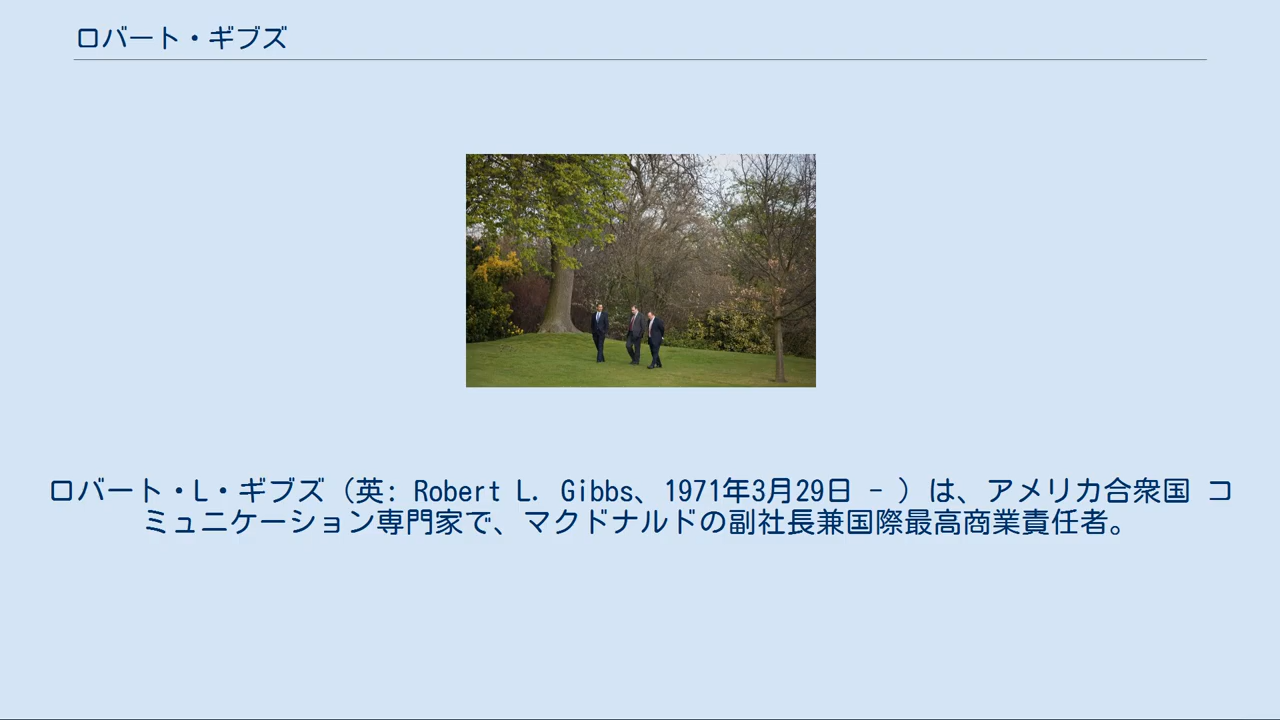 ロバート・ギブズ
ロバート・L・ギブズ（英: Robert L. Gibbs、1971年3月29日 - ）は、アメリカ合衆国 コ
ミュニケーション専門家で、マクドナルドの副社長兼国際最高商業責任者。